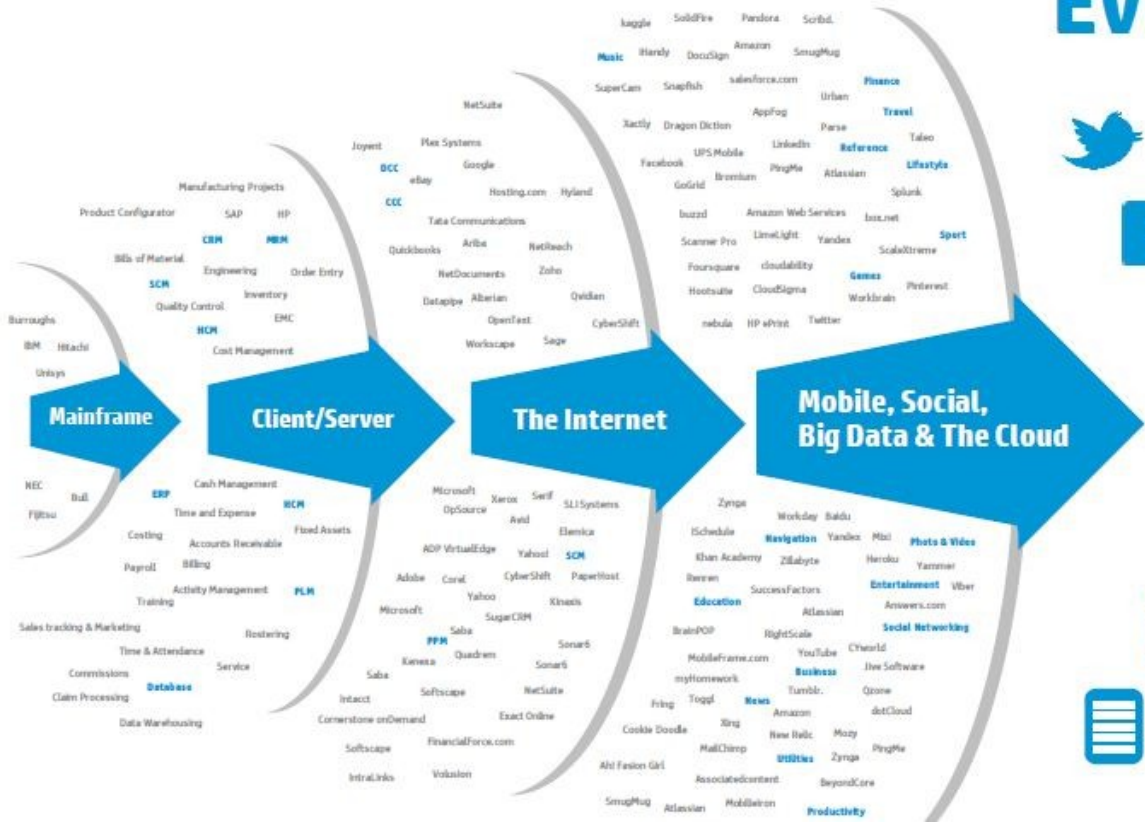 EV
kaggle SolidFire Pandora Scribd.
Music iHandy DocuSign Amazon SmugMug
SuperCam Snapfish salesforce.com Finance
Urban
AppFog Travel
Xactly Dragon Diction Parse
Taleo
UPS Mobile LinkedIn Reference
Facebook PingMe Lifestyle
Bromium Atlassian
GoGrid Splunk
buzzd Amazon Web Services box.net
Scanner Pro LimeLight Yandex Sport
ScaleXtreme
Foursquare cloudability Games
Hootsuite CloudSigma Pinterest
Workbrain
nebula HP ePrint Twitter
NetSuite
Joyent Plex Systems
DCC Google
eBay
CCC Hosting.com Hyland
Tata Communications
Quickbooks Ariba NetReach
NetDocuments Zoho
Datapipe Alterian Qvidian
OpenText CyberShift
Workscape Sage
Manufacturing Projects
Product Configurator SAP HP
CRM MRM
Bills of Material
Engineering Order Entry
SCM
Inventory
Quality Control EMC
HCM
Cost Management
Burroughs
IBM Hitachi
Unisys
Mainframe
Client/Server
The Internet
Mobile, Social,
Big Data & The Cloud
NEC
Bull
Fijitsu
Cash Management
ERP HCM
Time and Expense
Costing Fixed Assets
Accounts Receivable
Payroll Billing
Activity Management PLM
Training
Sales tracking & Marketing Rostering
Time & Attendance
Commissions Service
Database
Claim Processing
Data Warehousing
Microsoft Xerox Serif SLI Systems
OpSource
Avid Elemica
ADP VirtualEdge Yahoo! SCM
Adobe Corel CyberShift PaperHost
Yahoo Kinaxis
Microsoft SugarCRM
Saba
PPM Sonar6
Kenexa Quadrem
Saba Sonar6
Softscape NetSuite
Intacct
Cornerstone onDemand Exact Online
FinancialForce.com
Softscape
IntraLinks Volusion
Zynga
Workday Baidu
iSchedule Navigation Yandex Mixi Photo & Video
Khan Academy Zillabyte Heroku Yammer
Renren Entertainment Viber
SuccessFactors
Education Answers.com
Atlassian
BrainPOP RightScale Social Networking
MobileFrame.com YouTube CYworld
Business Jive Software
myHomework
Tumblr. Qzone
Fring Toggl News
Amazon dotCloud
Cookie Doodle Xing New Relic Mozy
MailChimp PingMe
Utilities Zynga
Ah! Fasion Girl
Associatedcontent BeyondCore
SmugMug Atlassian MobileIron Productivity